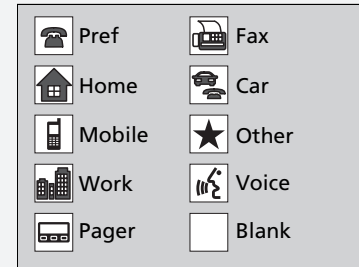 Pref
Home
Mobile
Work
Pager
Fax
Car
Other
Voice
Blank